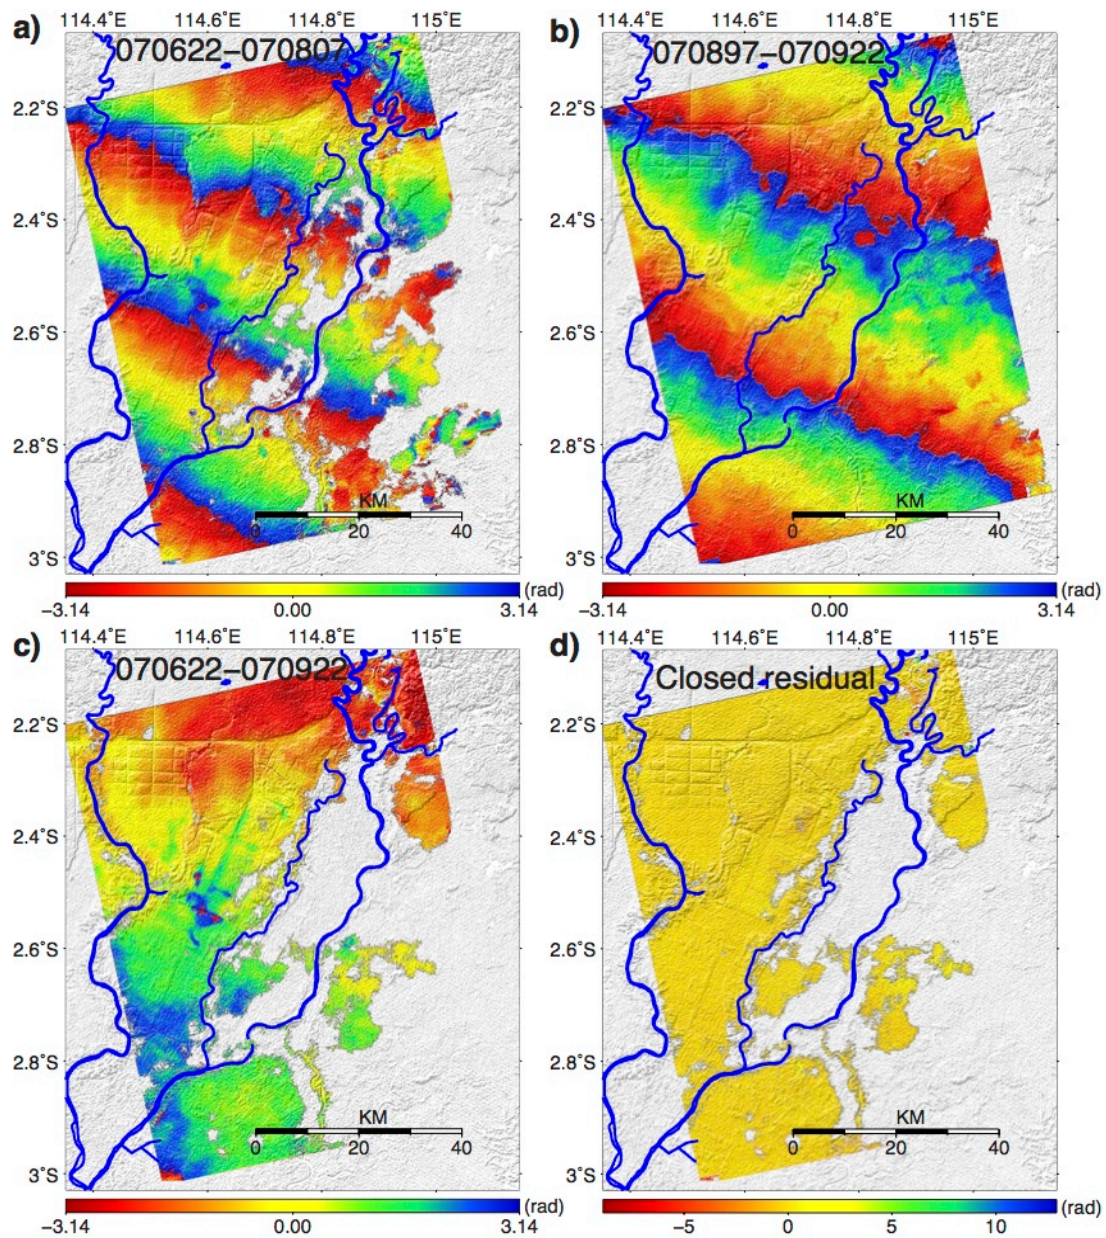 114.4°E 114.6°E 114.8°E 115°E 114.4°E 114.6°E 114.8°E 115°E
a) 070622−070807 b) 070897−070922
2.2°S 2.2°S
2.4°S 2.4°S
2.6°S 2.6°S
2.8°S 2.8°S
KM KM
0 20 40 0 20 40
3°S 3°S
(rad) (rad)
−3.14 0.00 3.14 −3.14 0.00 3.14
114.4°E 114.6°E 114.8°E 115°E 114.4°E 114.6°E 114.8°E 115°E
c) 070622−070922 d) Closed residual
2.2°S 2.2°S
2.4°S 2.4°S
2.6°S 2.6°S
2.8°S 2.8°S
KM KM
0 20 40 0 20 40
3°S 3°S
(rad) (rad)
−3.14 0.00 3.14 −5 0 5 10